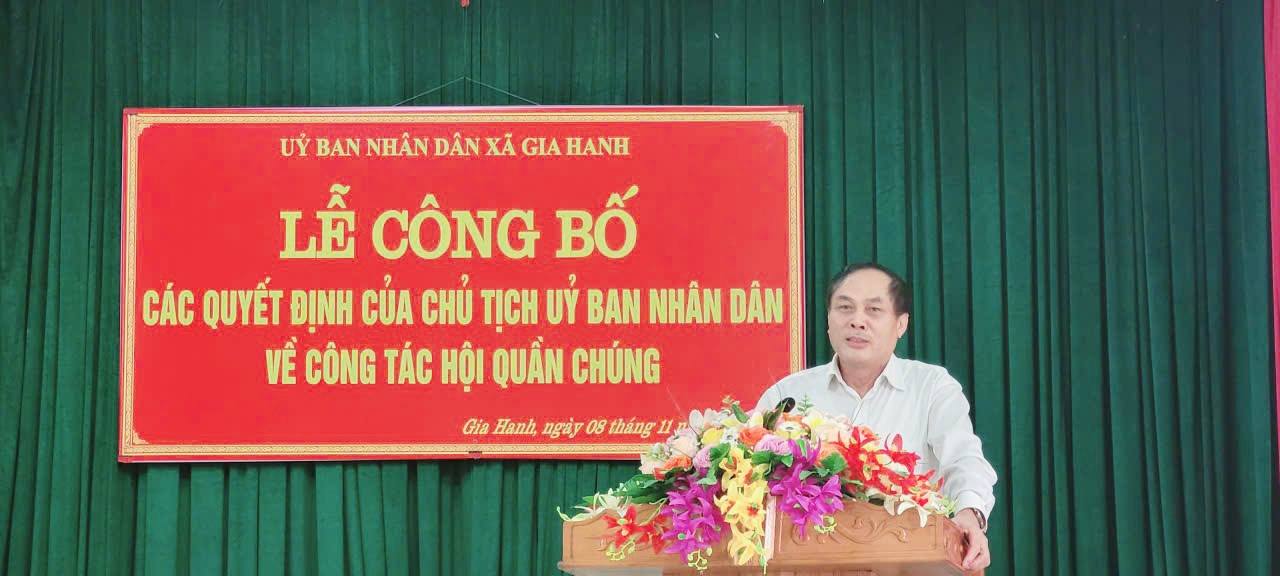 UỶ BAN NHÂN DÂN XÃ GIA HANH
LỄ CÔNG BỐ
CÁC QUYẾT ĐỊNH CỦA CHỦ TỊCH UỶ BAN NHÂN DÂN
VỀ CÔNG TÁC HỘI QUẦN CHÚNG
Gia Hanh, ngày 08 tháng 11